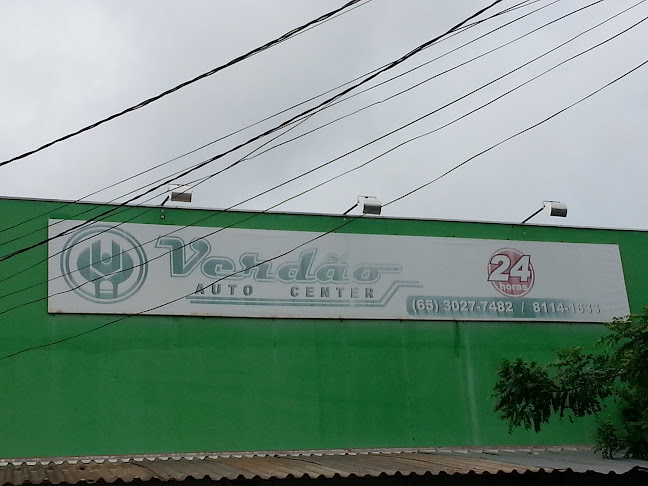 Verdão
AUTO CENTER
24
horas
(65) 3027-7482 / 8114-1633